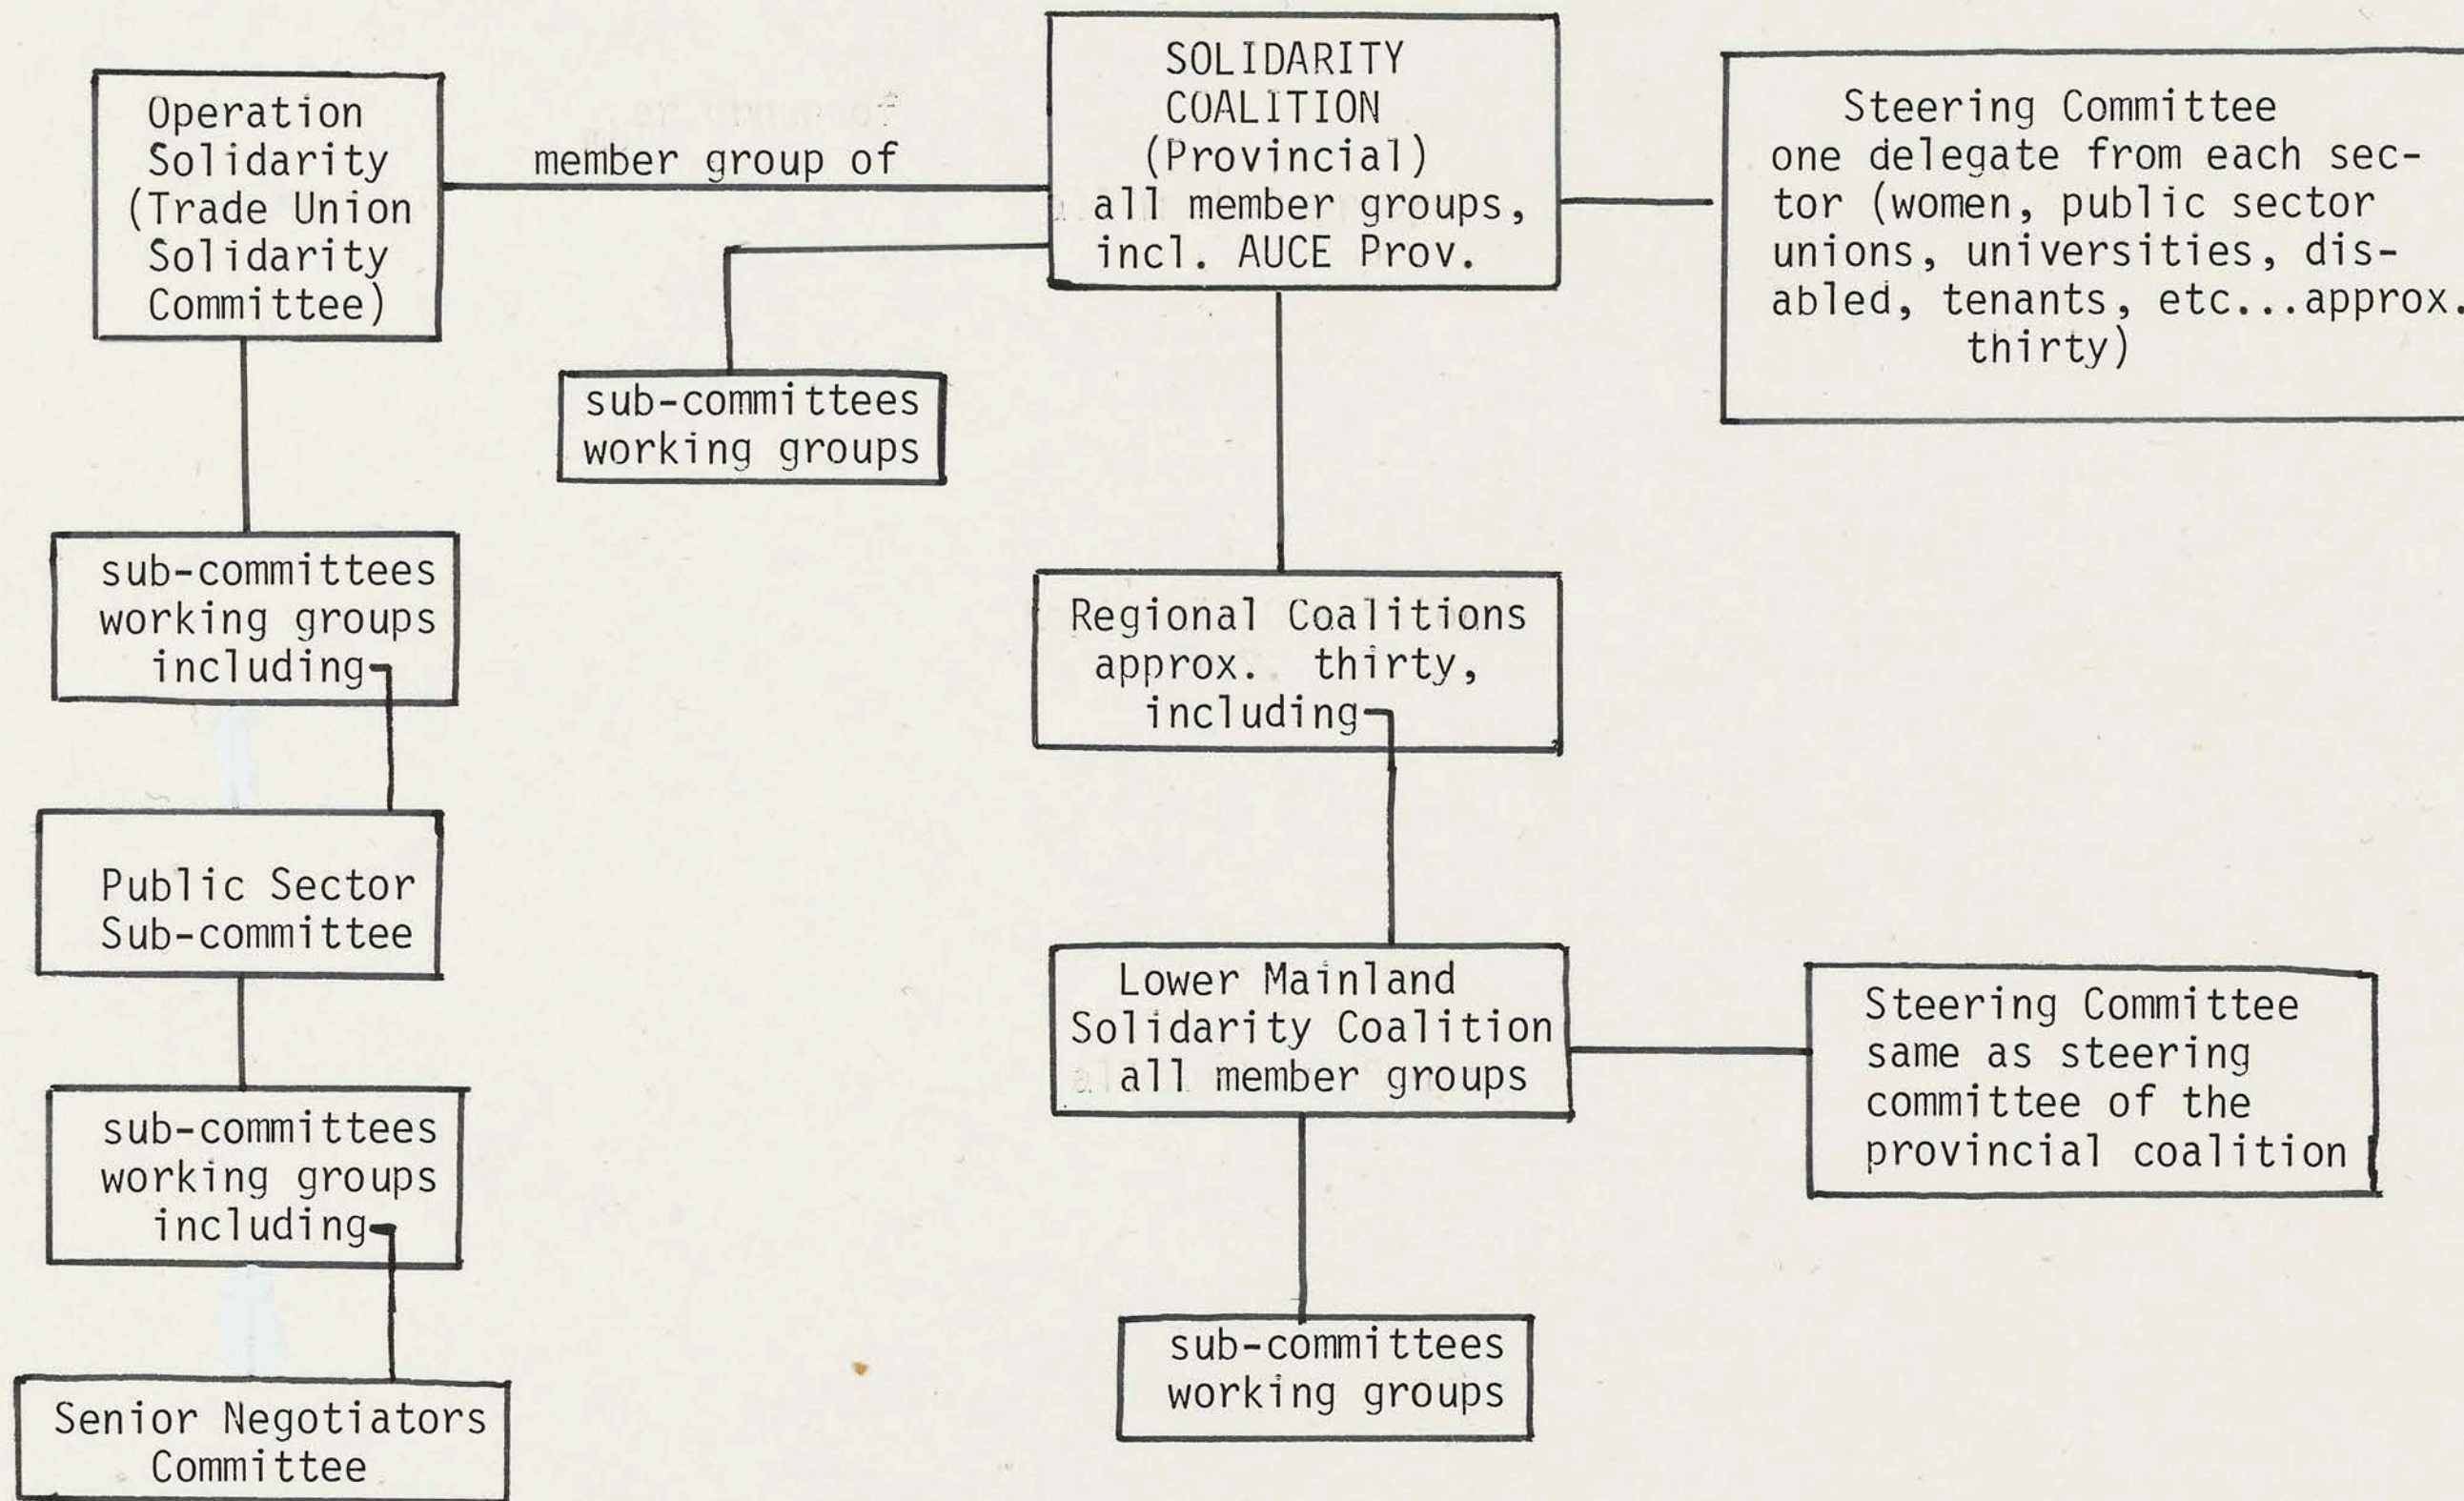 Operation
Solidarity
(Trade Union
Solidarity
Committee)
member group of
SOLIDARITY
COALITION
(Provincial)
all member groups,
incl. AUCE Prov.
Steering Committee
one delegate from each sec-
tor (women, public sector
unions, universities, dis-
abled, tenants, etc...approx.
thirty)
sub-committees
working groups
sub-committees
working groups
including
Public Sector
Sub-committee
sub-committees
working groups
including
Senior Negotiators
Committee
Regional Coalitions
approx. thirty,
including
Lower Mainland
Solidarity Coalition
all member groups
Steering Committee
same as steering
committee of the
provincial coalition
sub-committees
working groups